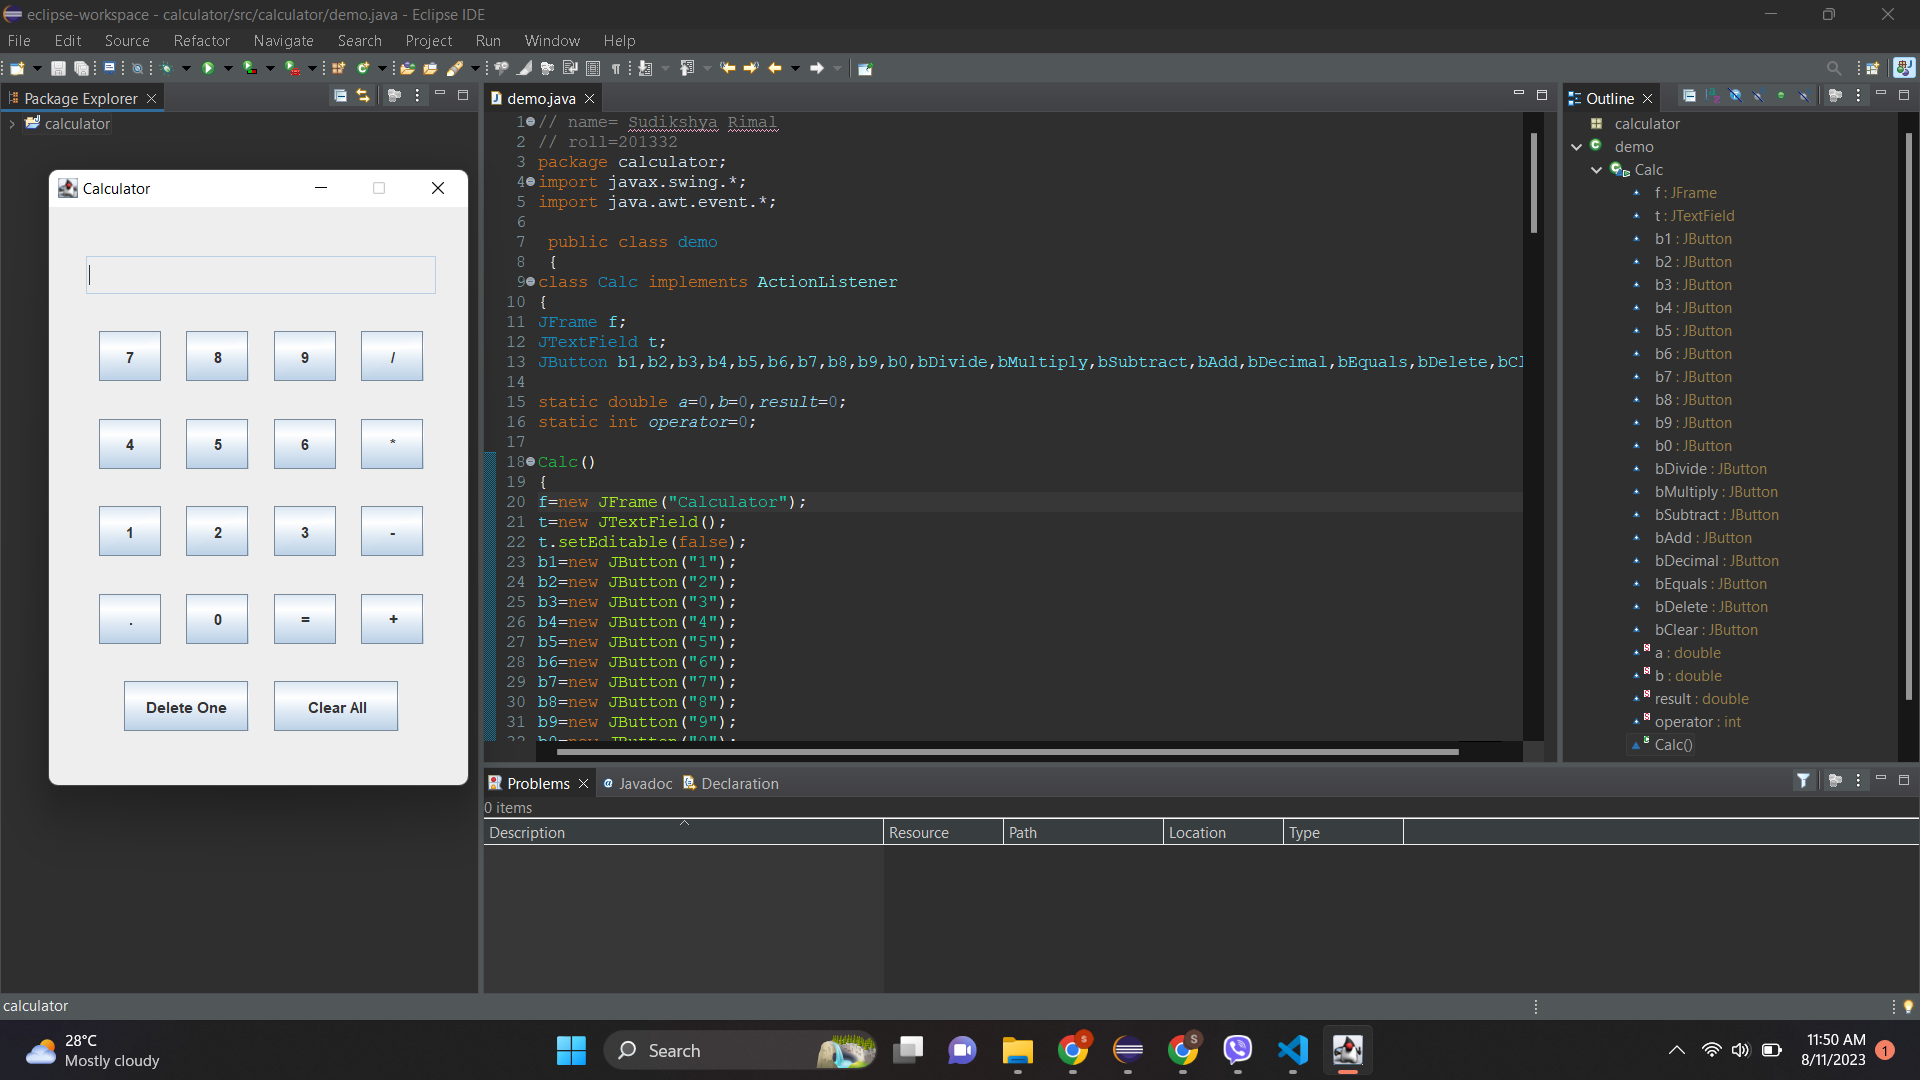 eclipse-workspace - calculator/src/calculator/demo.java - Eclipse IDE
File Edit Source Refactor Navigate Search Project Run Window Help
Package Explorer
calculator
Calculator
7 8 9 /
4 5 6 *
1 2 3 -
. 0 = +
Delete One Clear All
demo.java
1 // name= Sudikshya Rimal
2 // roll=201332
3 package calculator;
4 import javax.swing.*;
5 import java.awt.event.*;
6
7 public class demo
8 {
9 class Calc implements ActionListener
10 {
11 JFrame f;
12 JTextField t;
13 JButton b1,b2,b3,b4,b5,b6,b7,b8,b9,b0,bDivide,bMultiply,bSubtract,bAdd,bDecimal,bEquals,bDelete,bCl
14
15 static double a=0,b=0,result=0;
16 static int operator=0;
17
18 Calc()
19 {
20 f=new JFrame("Calculator");
21 t=new JTextField();
22 t.setEditable(false);
23 b1=new JButton("1");
24 b2=new JButton("2");
25 b3=new JButton("3");
26 b4=new JButton("4");
27 b5=new JButton("5");
28 b6=new JButton("6");
29 b7=new JButton("7");
30 b8=new JButton("8");
31 b9=new JButton("9");
32 b0=new JButton("0");
Outline
calculator
demo
Calc
f : JFrame
t : JTextField
b1 : JButton
b2 : JButton
b3 : JButton
b4 : JButton
b5 : JButton
b6 : JButton
b7 : JButton
b8 : JButton
b9 : JButton
b0 : JButton
bDivide : JButton
bMultiply : JButton
bSubtract : JButton
bAdd : JButton
bDecimal : JButton
bEquals : JButton
bDelete : JButton
bClear : JButton
a : double
b : double
result : double
operator : int
Calc()
Problems Javadoc Declaration
0 items
Description Resource Path Location Type
calculator
28°C
Mostly cloudy
Search
11:50 AM
8/11/2023
1